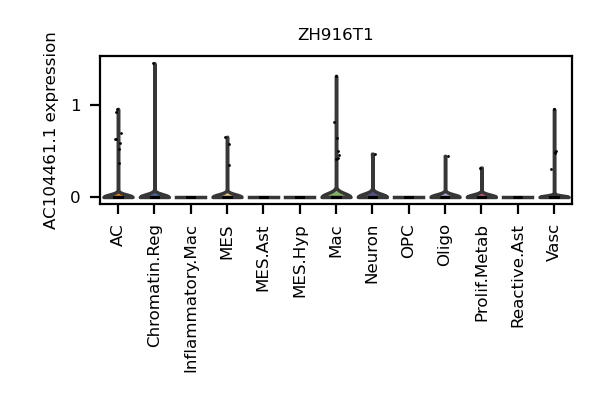 ZH916T1
AC104461.1 expression
1
0
AC
Chromatin.Reg
Inflammatory.Mac
MES
MES.Ast
MES.Hyp
Mac
Neuron
OPC
Oligo
Prolif.Metab
Reactive.Ast
Vasc